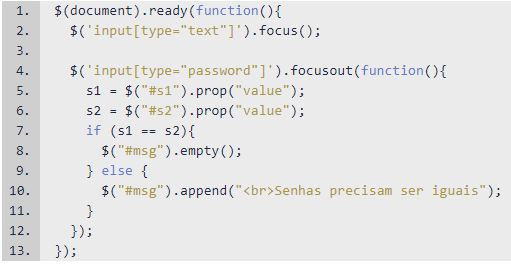 1. $(document).ready(function(){
2.   $('input[type="text"]').focus();
3.
4.   $('input[type="password"]').focusout(function(){
5.     s1 = $("#s1").prop("value");
6.     s2 = $("#s2").prop("value");
7.     if (s1 == s2){
8.       $("#msg").empty();
9.     } else {
10.       $("#msg").append("<br>Senhas precisam ser iguais");
11.     }
12.   });
13. });